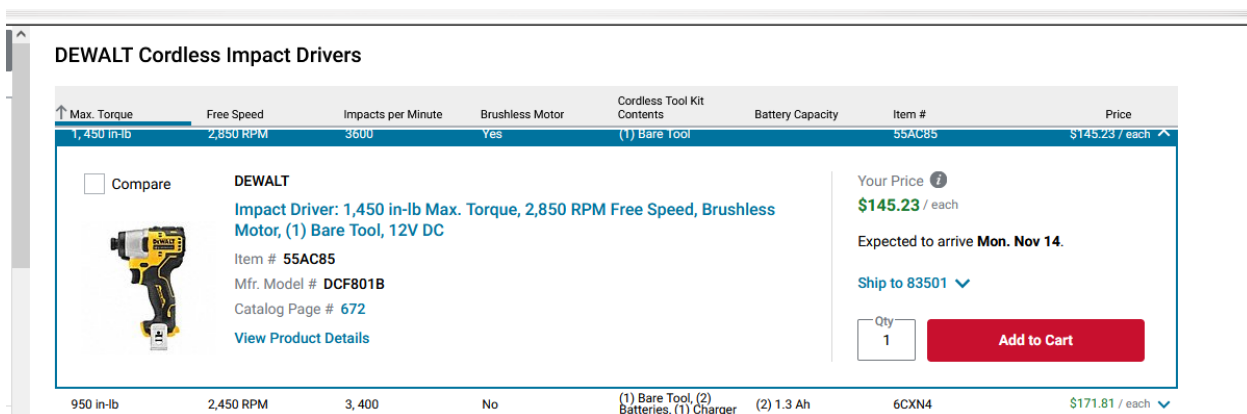 DEWALT Cordless Impact Drivers
Cordless Tool Kit
Max. Torque Free Speed Impacts per Minute Brushless Motor Contents Battery Capacity Item # Price
1,450 in-lb 2,850 RPM 3600 Yes (1) Bare Tool 55AC85 $145.23 / each
Compare
DEWALT
Impact Driver: 1,450 in-lb Max. Torque, 2,850 RPM Free Speed, Brushless
Motor, (1) Bare Tool, 12V DC
Item # 55AC85
Mfr. Model # DCF801B
Catalog Page # 672
View Product Details
DEWALT
Your Price i
$145.23 / each
Expected to arrive Mon. Nov 14.
Ship to 83501
Qty
1
Add to Cart
(1) Bare Tool, (2)
950 in-lb 2,450 RPM 3, 400 No Batteries, (1) Charger (2) 1.3 Ah 6CXN4 $171.81 / each